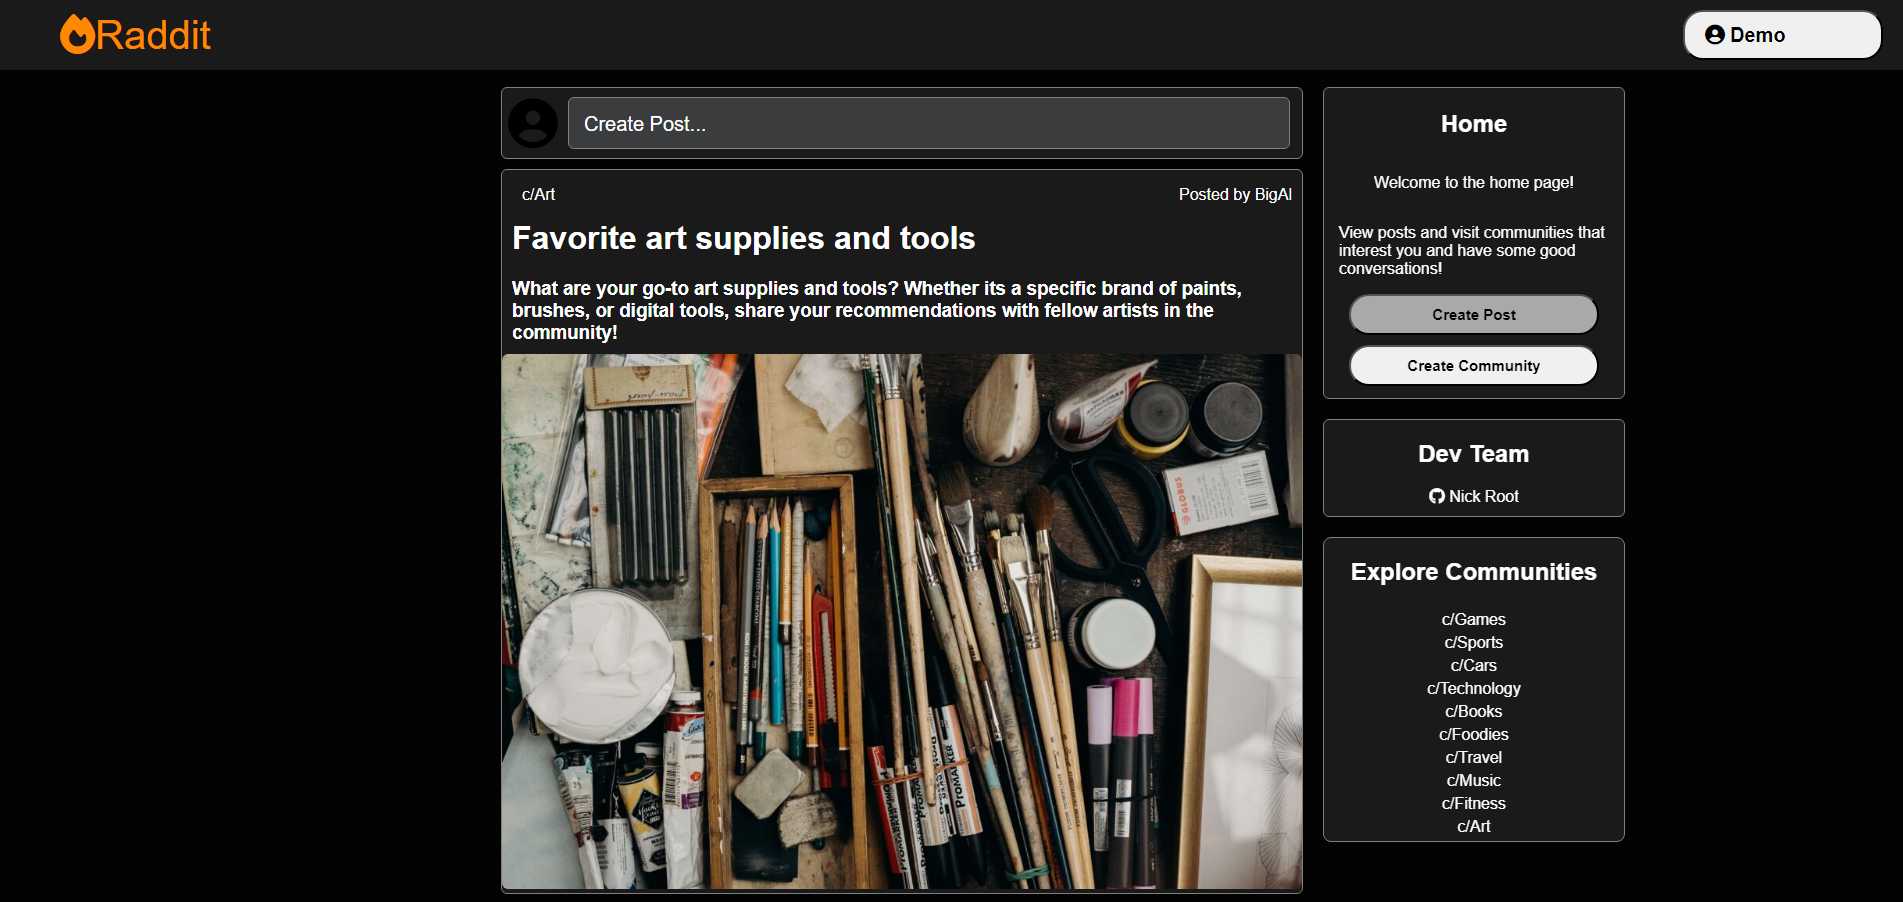 Raddit
Demo
Create Post...
c/Art
Posted by BigAl
Favorite art supplies and tools
What are your go-to art supplies and tools? Whether its a specific brand of paints,
brushes, or digital tools, share your recommendations with fellow artists in the
community!
GLOBUS
PROMARKER
PROMARKER
Home
Welcome to the home page!
View posts and visit communities that
interest you and have some good
conversations!
Create Post
Create Community
Dev Team
Nick Root
Explore Communities
c/Games
c/Sports
c/Cars
c/Technology
c/Books
c/Foodies
c/Travel
c/Music
c/Fitness
c/Art